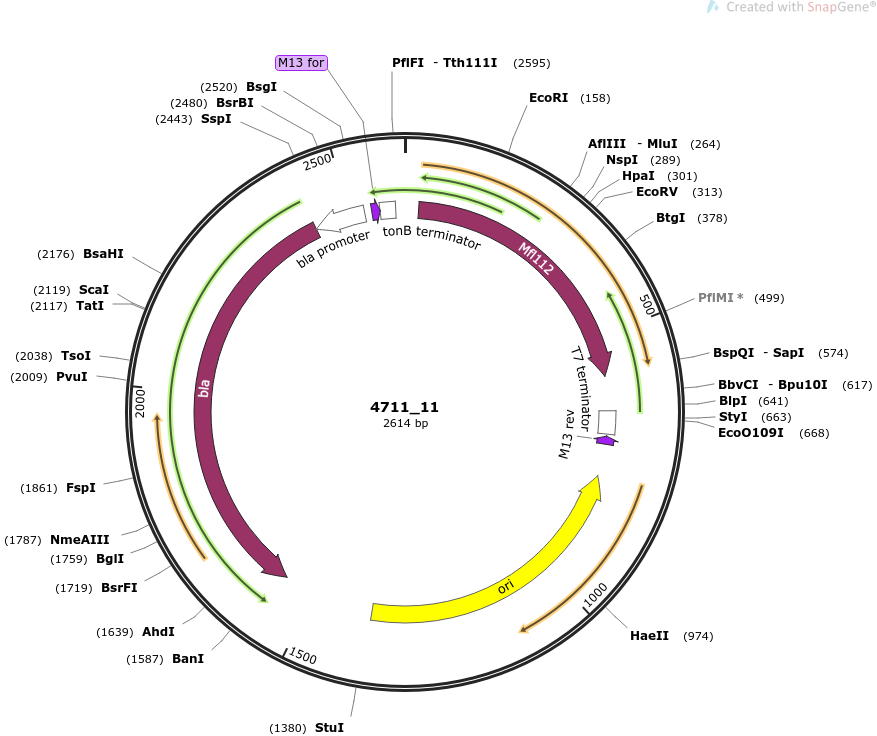 Created with SnapGene®
M13 for
PflFI - Tth111I (2595)
(2520) BsgI
(2480) BsrBI
(2443) SspI
EcoRI (158)
AflIII - MluI (264)
NspI (289)
HpaI (301)
EcoRV (313)
BtgI (378)
PflMI * (499)
BspQI - SapI (574)
BbvCI - Bpu10I (617)
BlpI (641)
StyI (663)
EcoO109I (668)
HaeII (974)
(1380) StuI
(1587) BanI
(1639) AhdI
(1719) BsrFI
(1759) BglI
(1787) NmeAIII
(1861) FspI
(2009) PvuI
(2038) TsoI
(2117) TatI
(2119) ScaI
(2176) BsaHI
2500
500
1000
1500
2000
bla promoter
tonB terminator
Mfl112
T7 terminator
M13 rev
ori
bla
4711_11
2614 bp